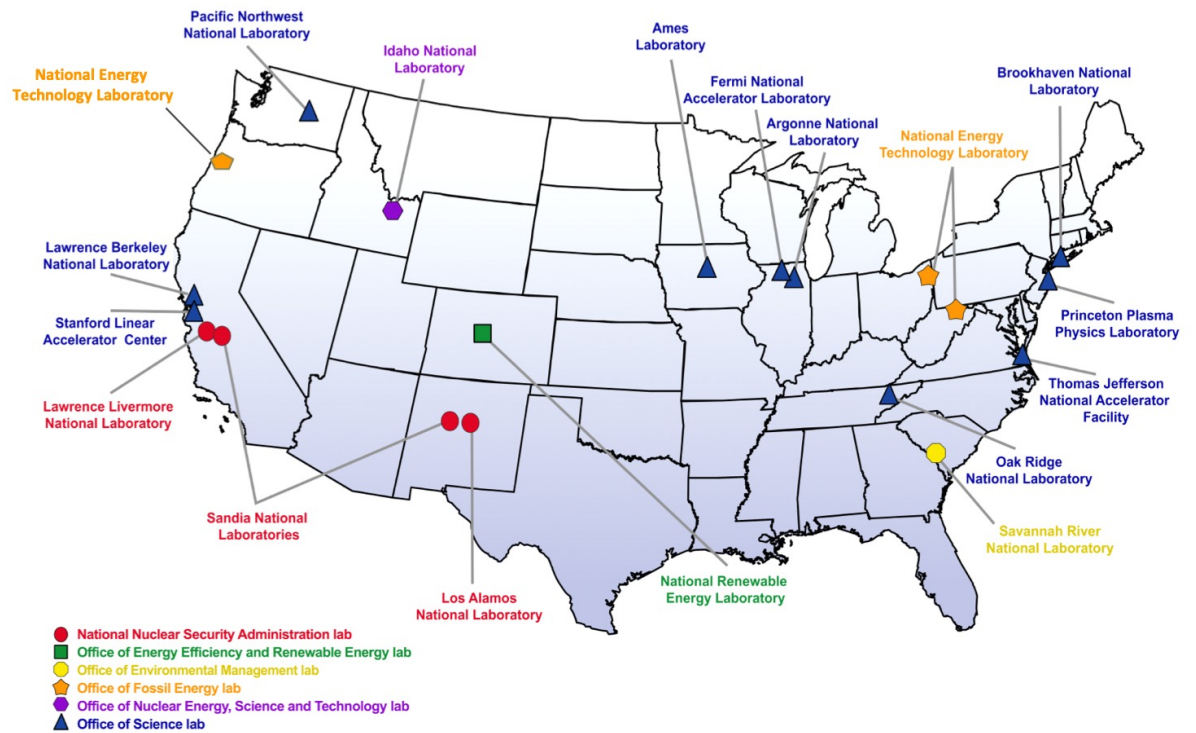 Pacific Northwest
National Laboratory
Idaho National
Laboratory
Ames
Laboratory
National Energy
Technology Laboratory
Fermi National
Accelerator Laboratory
Brookhaven National
Laboratory
Argonne National
Laboratory
National Energy
Technology Laboratory
Lawrence Berkeley
National Laboratory
Stanford Linear
Accelerator Center
Princeton Plasma
Physics Laboratory
Lawrence Livermore
National Laboratory
Thomas Jefferson
National Accelerator
Facility
Oak Ridge
National Laboratory
Sandia National
Laboratories
Savannah River
National Laboratory
National Renewable
Energy Laboratory
Los Alamos
National Laboratory
National Nuclear Security Administration lab
Office of Energy Efficiency and Renewable Energy lab
Office of Environmental Management lab
Office of Fossil Energy lab
Office of Nuclear Energy, Science and Technology lab
Office of Science lab